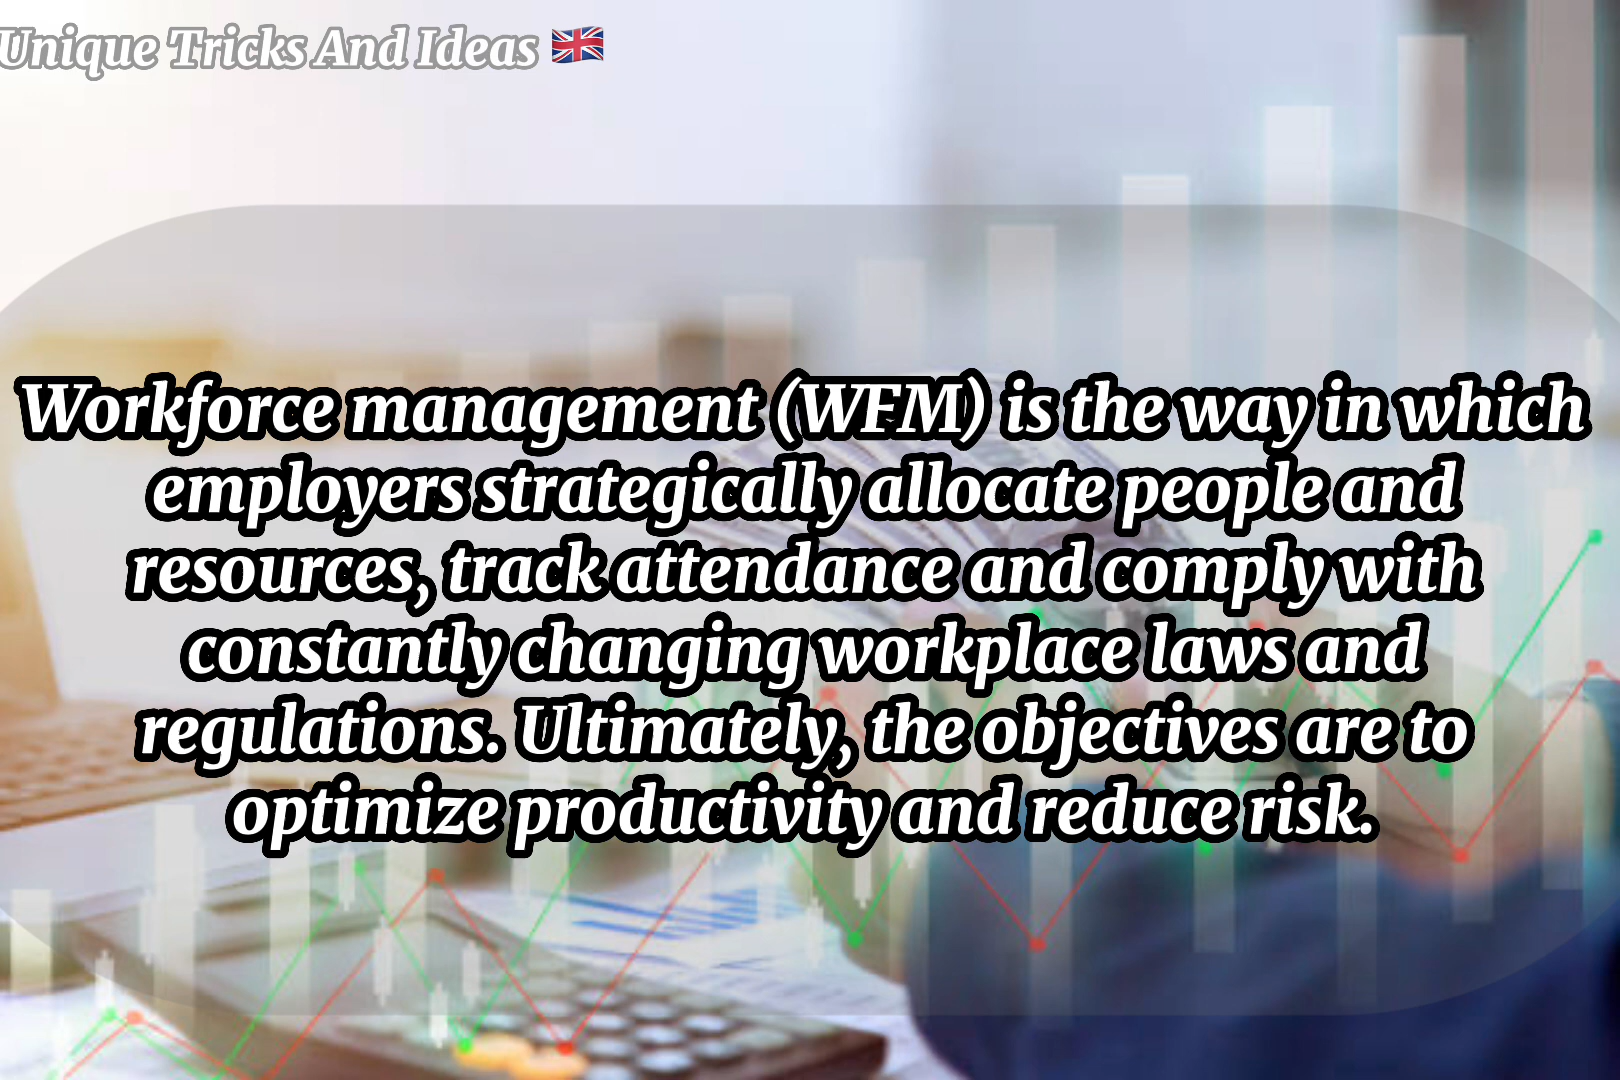 Unique Tricks And Ideas 🇬🇧
Workforce management (WFM) is the way in which
employers strategically allocate people and
resources, track attendance and comply with
constantly changing workplace laws and
regulations. Ultimately, the objectives are to
optimize productivity and reduce risk.